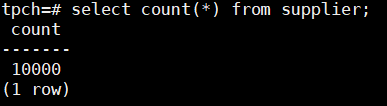 tpch=# select count(*) from supplier;
count
-------
10000
(1 row)